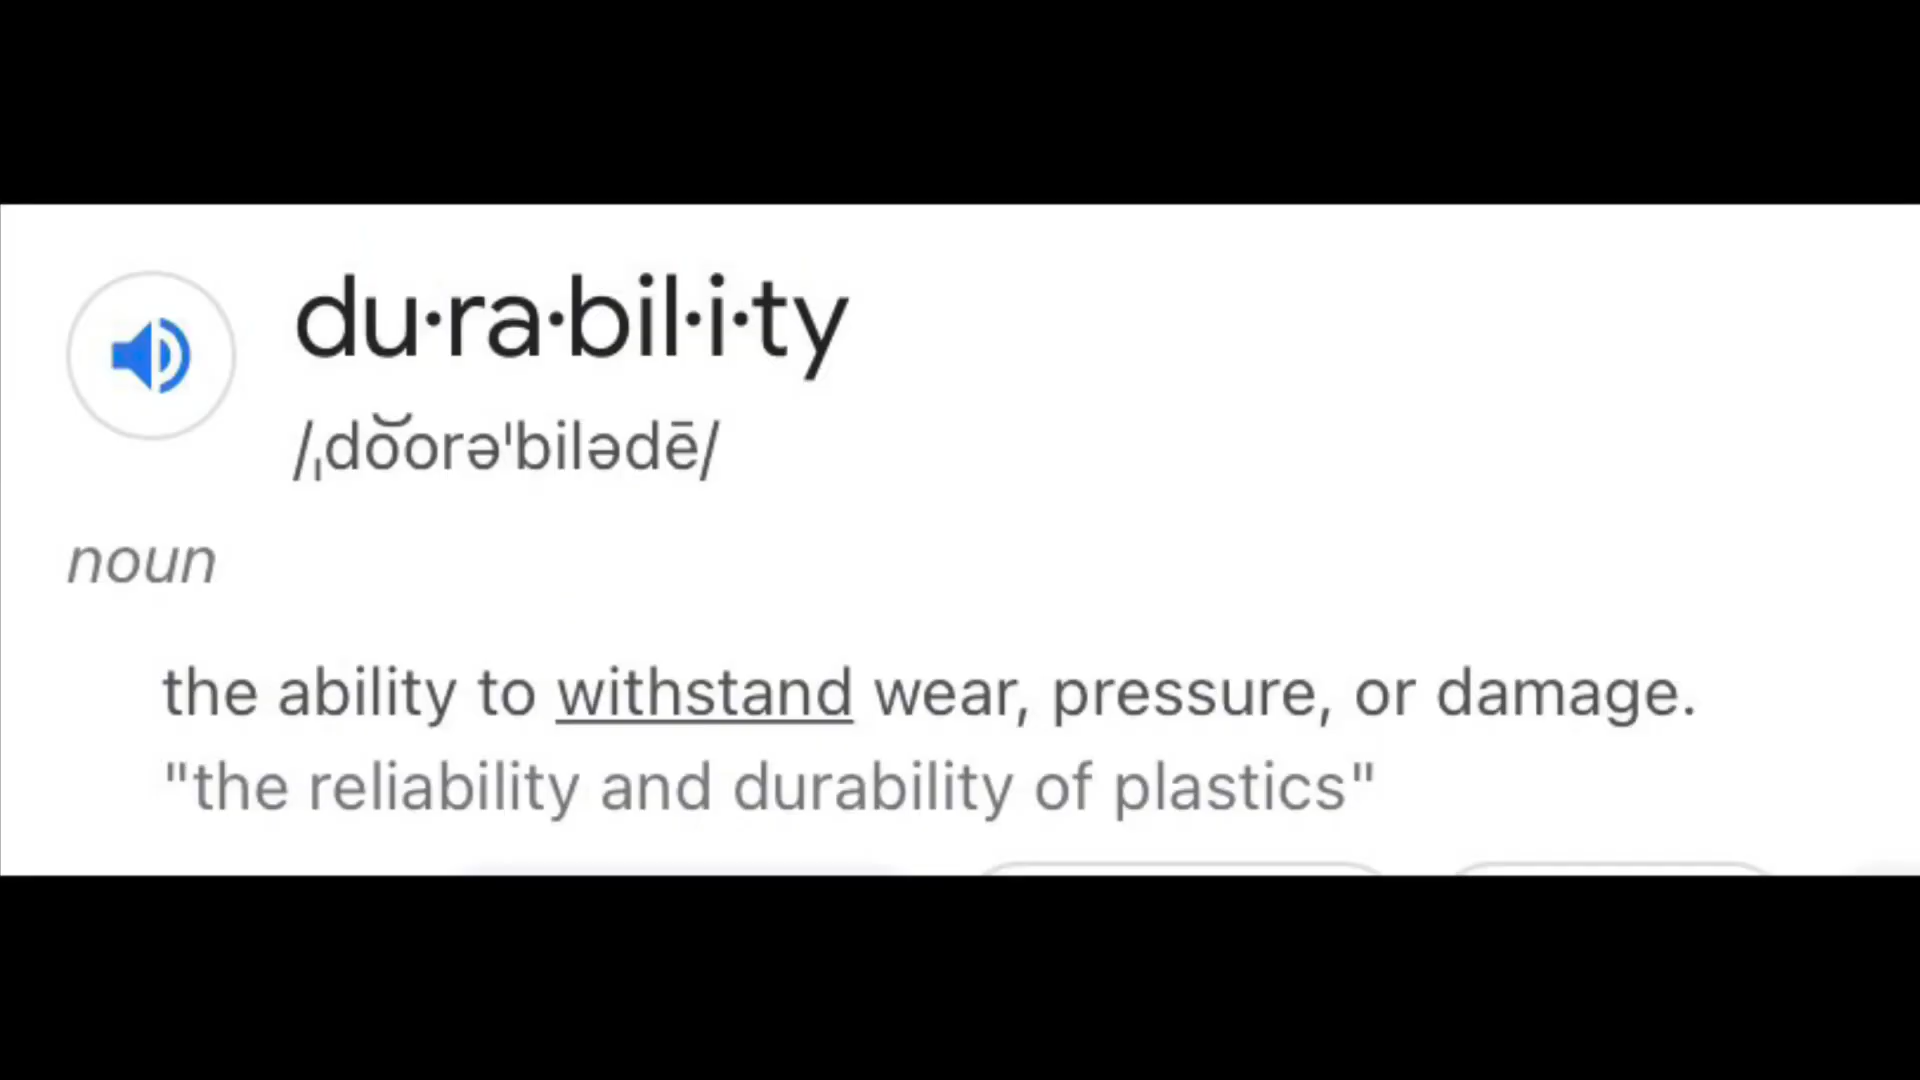 du·ra·bil·i·ty
/ˌdo͝orəˈbilədē/
noun
the ability to withstand wear, pressure, or damage.
"the reliability and durability of plastics"